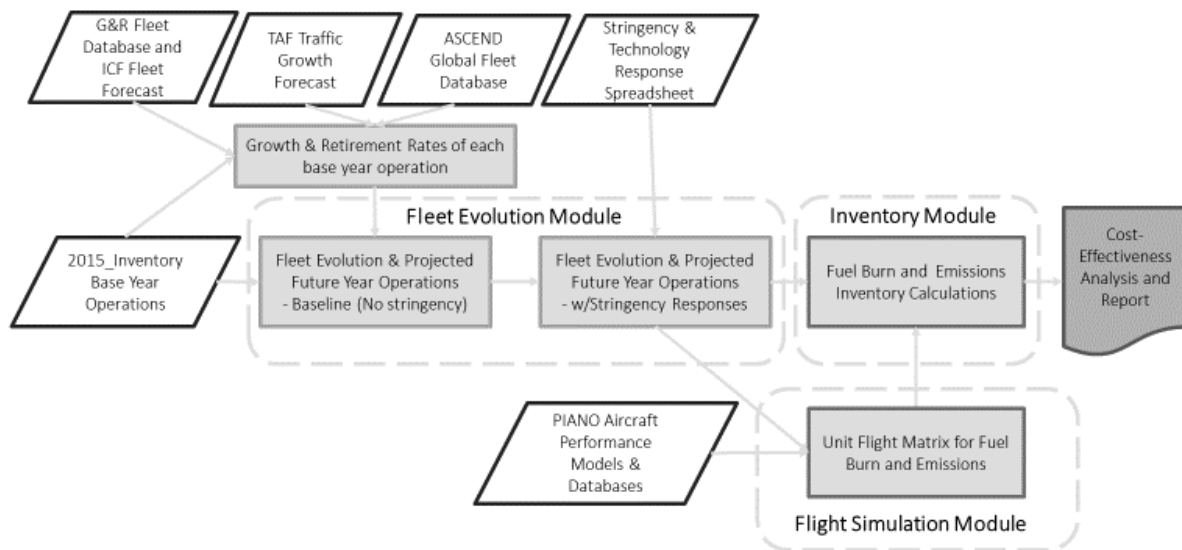 G&R Fleet
Database and
ICF Fleet
Forecast
TAF Traffic
Growth
Forecast
ASCEND
Global Fleet
Database
Stringency &
Technology
Response
Spreadsheet
Growth & Retirement Rates of each
base year operation
Fleet Evolution Module
Inventory Module
2015_Inventory
Base Year
Operations
Fleet Evolution & Projected
Future Year Operations
- Baseline (No stringency)
Fleet Evolution & Projected
Future Year Operations
- w/Stringency Responses
Fuel Burn and Emissions
Inventory Calculations
Cost-
Effectiveness
Analysis and
Report
PIANO Aircraft
Performance
Models &
Databases
Unit Flight Matrix for Fuel
Burn and Emissions
Flight Simulation Module